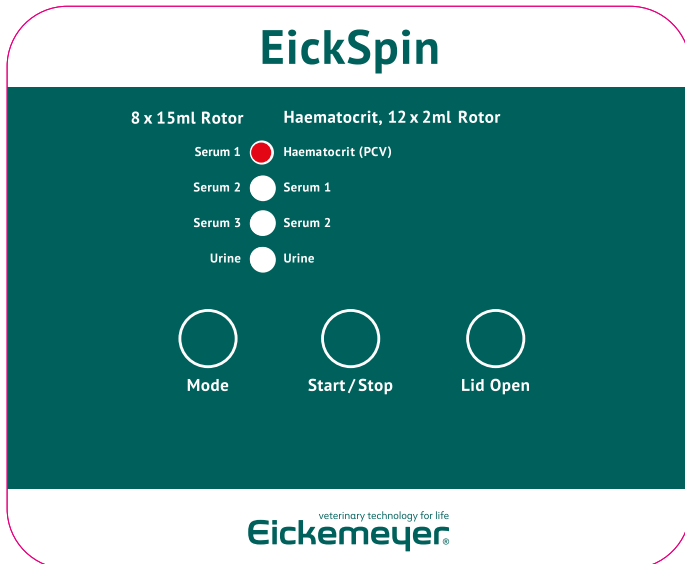 EickSpin
8 x 15ml Rotor Haematocrit, 12 x 2ml Rotor
Serum 1 Haematocrit (PCV)
Serum 2 Serum 1
Serum 3 Serum 2
Urine Urine
Mode Start / Stop Lid Open
veterinary technology for life
Eickemeyer®